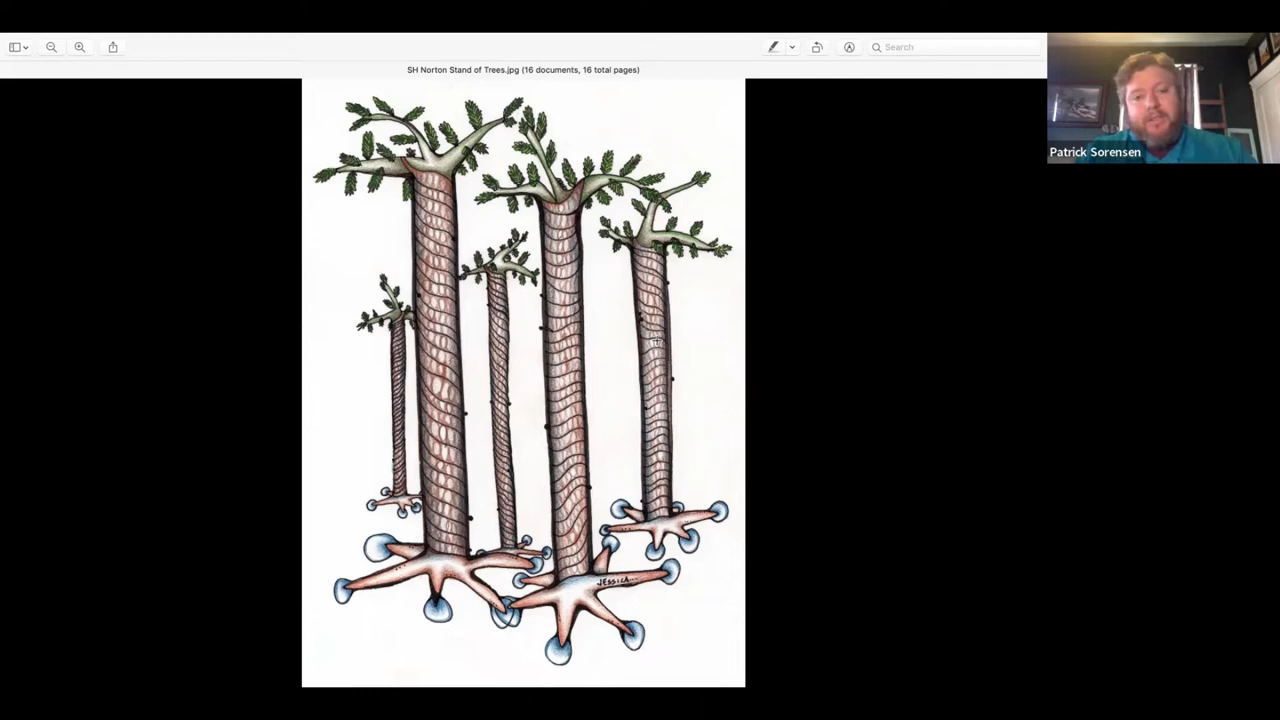 Search
SH Norton Stand of Trees.jpg (16 documents, 16 total pages)
Patrick Sorensen
JESSICA...